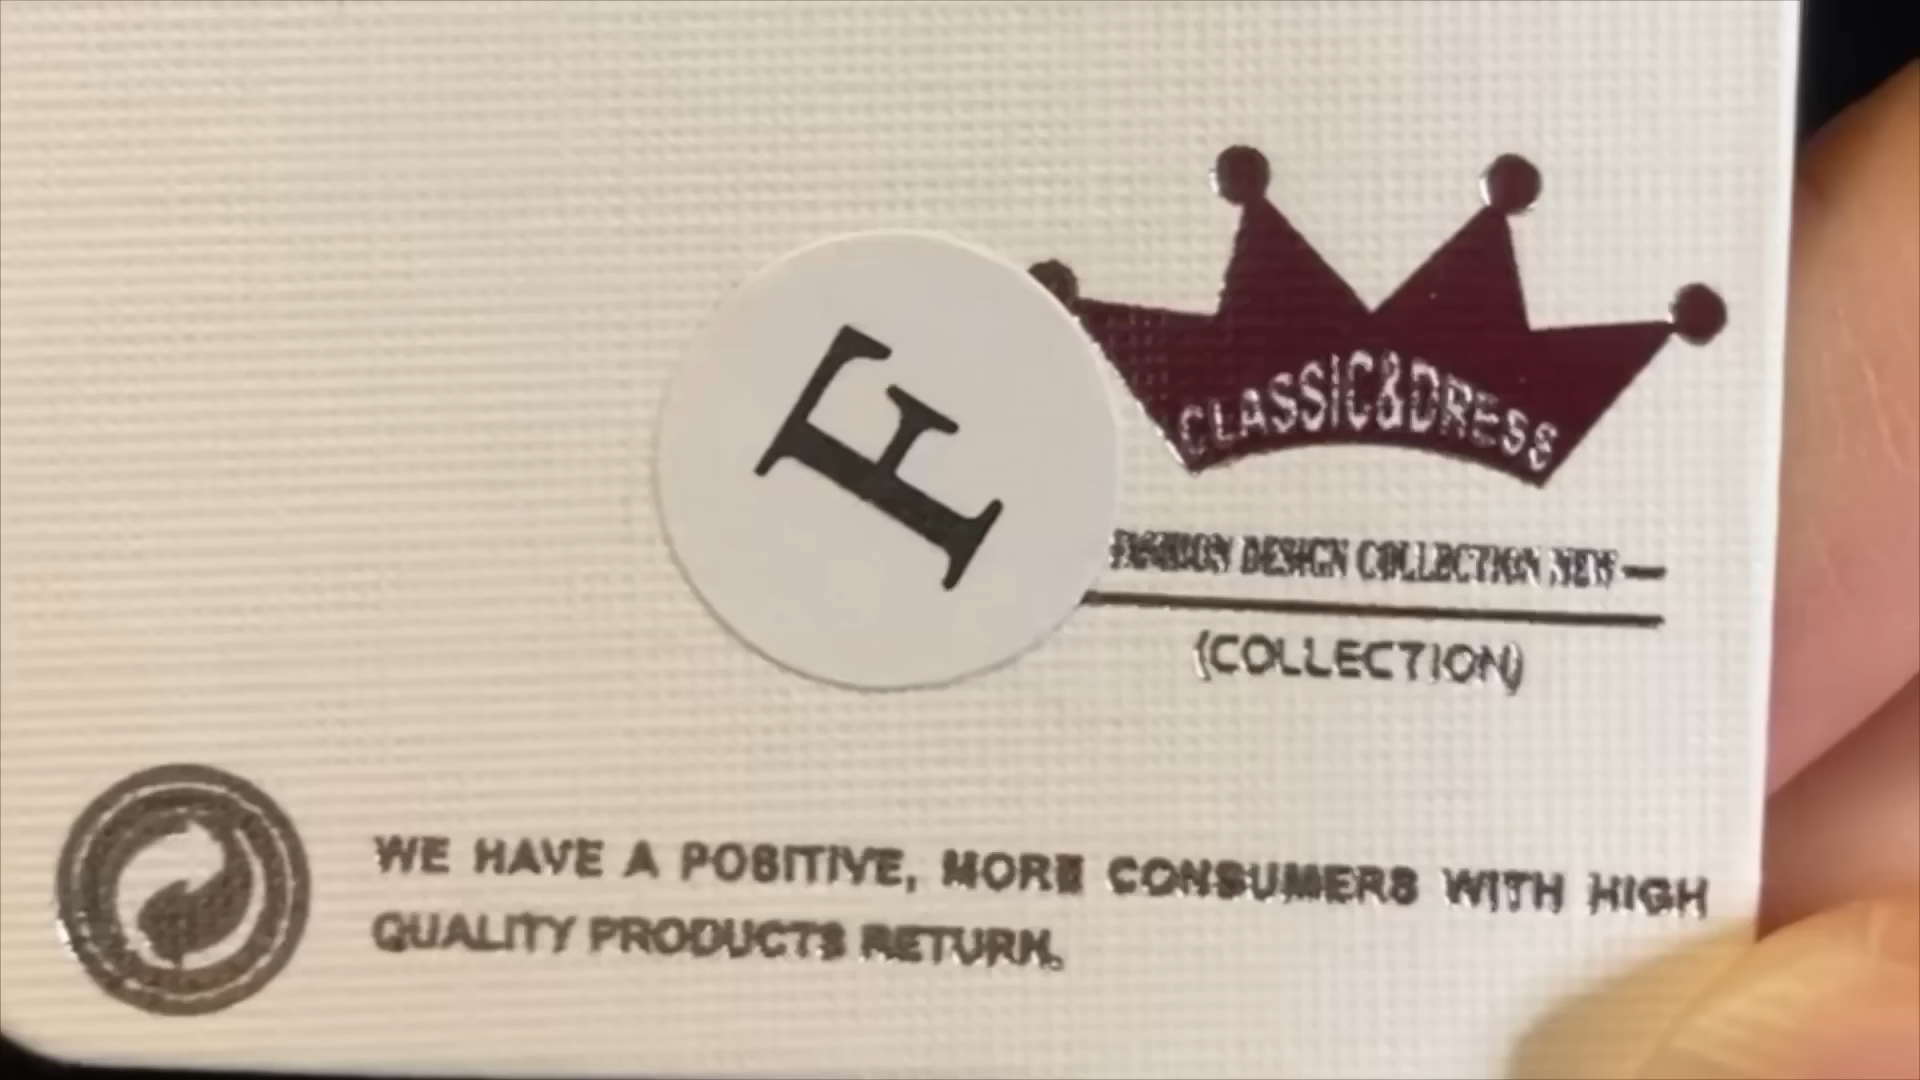 CLASSIC&DRESS
F
FASHION DESIGN COLLECTION NEW —
(COLLECTION)
WE HAVE A POSITIVE, MORE CONSUMERS WITH HIGH
QUALITY PRODUCTS RETURN.